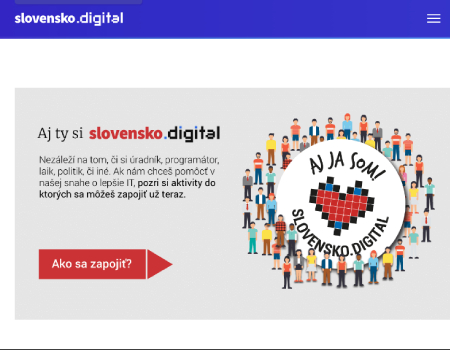 slovensko.digital
Aj ty si slovensko.digital
Nezáleží na tom, či si úradník, programátor,
laik, politik, či iné. Ak nám chceš pomôcť v
našej snahe o lepšie IT, pozri si aktivity do
ktorých sa môžeš zapojiť už teraz.
Ako sa zapojiť?
AJ JA SOM!
SLOVENSKO DIGITAL